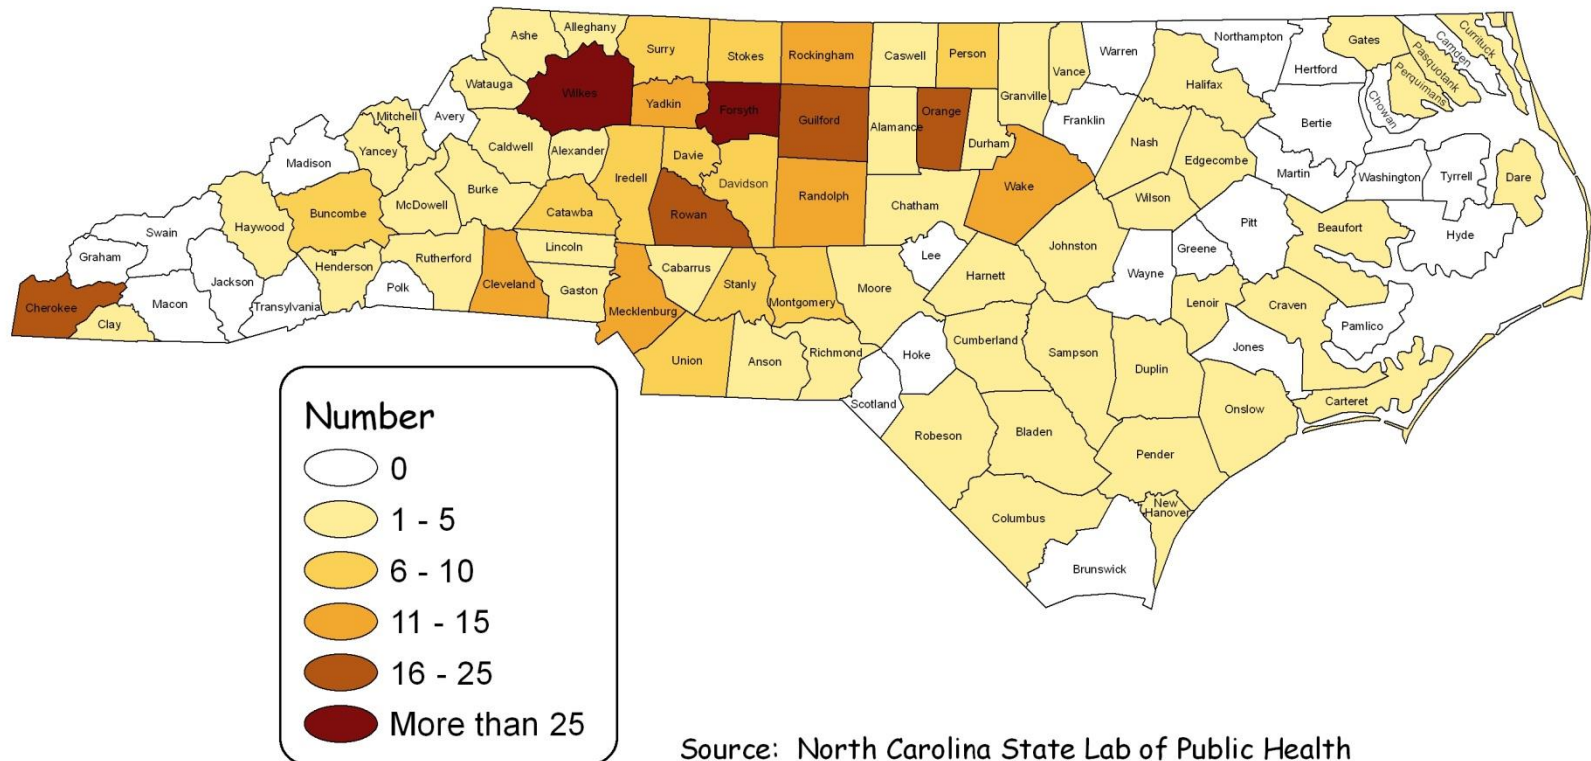 Ashe
Alleghany
Surry
Stokes
Rockingham
Caswell
Person
Granville
Vance
Warren
Northampton
Hertford
Gates
Camden
Currituck
Pasquotank
Perquimans
Chowan
Watauga
Wilkes
Yadkin
Forsyth
Guilford
Alamance
Orange
Durham
Franklin
Halifax
Bertie
Mitchell
Avery
Yancey
Madison
Caldwell
Alexander
Iredell
Davie
Davidson
Randolph
Chatham
Wake
Nash
Edgecombe
Martin
Washington
Tyrrell
Dare
Burke
McDowell
Buncombe
Haywood
Swain
Graham
Catawba
Rowan
Wilson
Pitt
Beaufort
Hyde
Cherokee
Clay
Macon
Jackson
Transylvania
Henderson
Polk
Rutherford
Cleveland
Lincoln
Gaston
Mecklenburg
Cabarrus
Stanly
Montgomery
Moore
Lee
Harnett
Johnston
Wayne
Greene
Lenoir
Craven
Pamlico
Union
Anson
Richmond
Hoke
Scotland
Cumberland
Sampson
Duplin
Jones
Onslow
Carteret
Robeson
Bladen
Pender
Columbus
New
Hanover
Brunswick
Number
0
1 - 5
6 - 10
11 - 15
16 - 25
More than 25
Source: North Carolina State Lab of Public Health